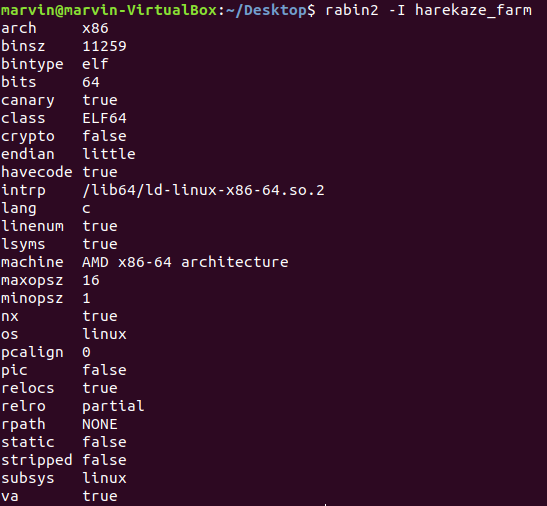 marvin@marvin-VirtualBox:~/Desktop$ rabin2 -I harekaze_farm
arch     x86
binsz    11259
bintype  elf
bits     64
canary   true
class    ELF64
crypto   false
endian   little
havecode true
intrp    /lib64/ld-linux-x86-64.so.2
lang     c
linenum  true
lsyms    true
machine  AMD x86-64 architecture
maxopsz  16
minopsz  1
nx       true
os       linux
pcalign  0
pic      false
relocs   true
relro    partial
rpath    NONE
static   false
stripped false
subsys   linux
va       true